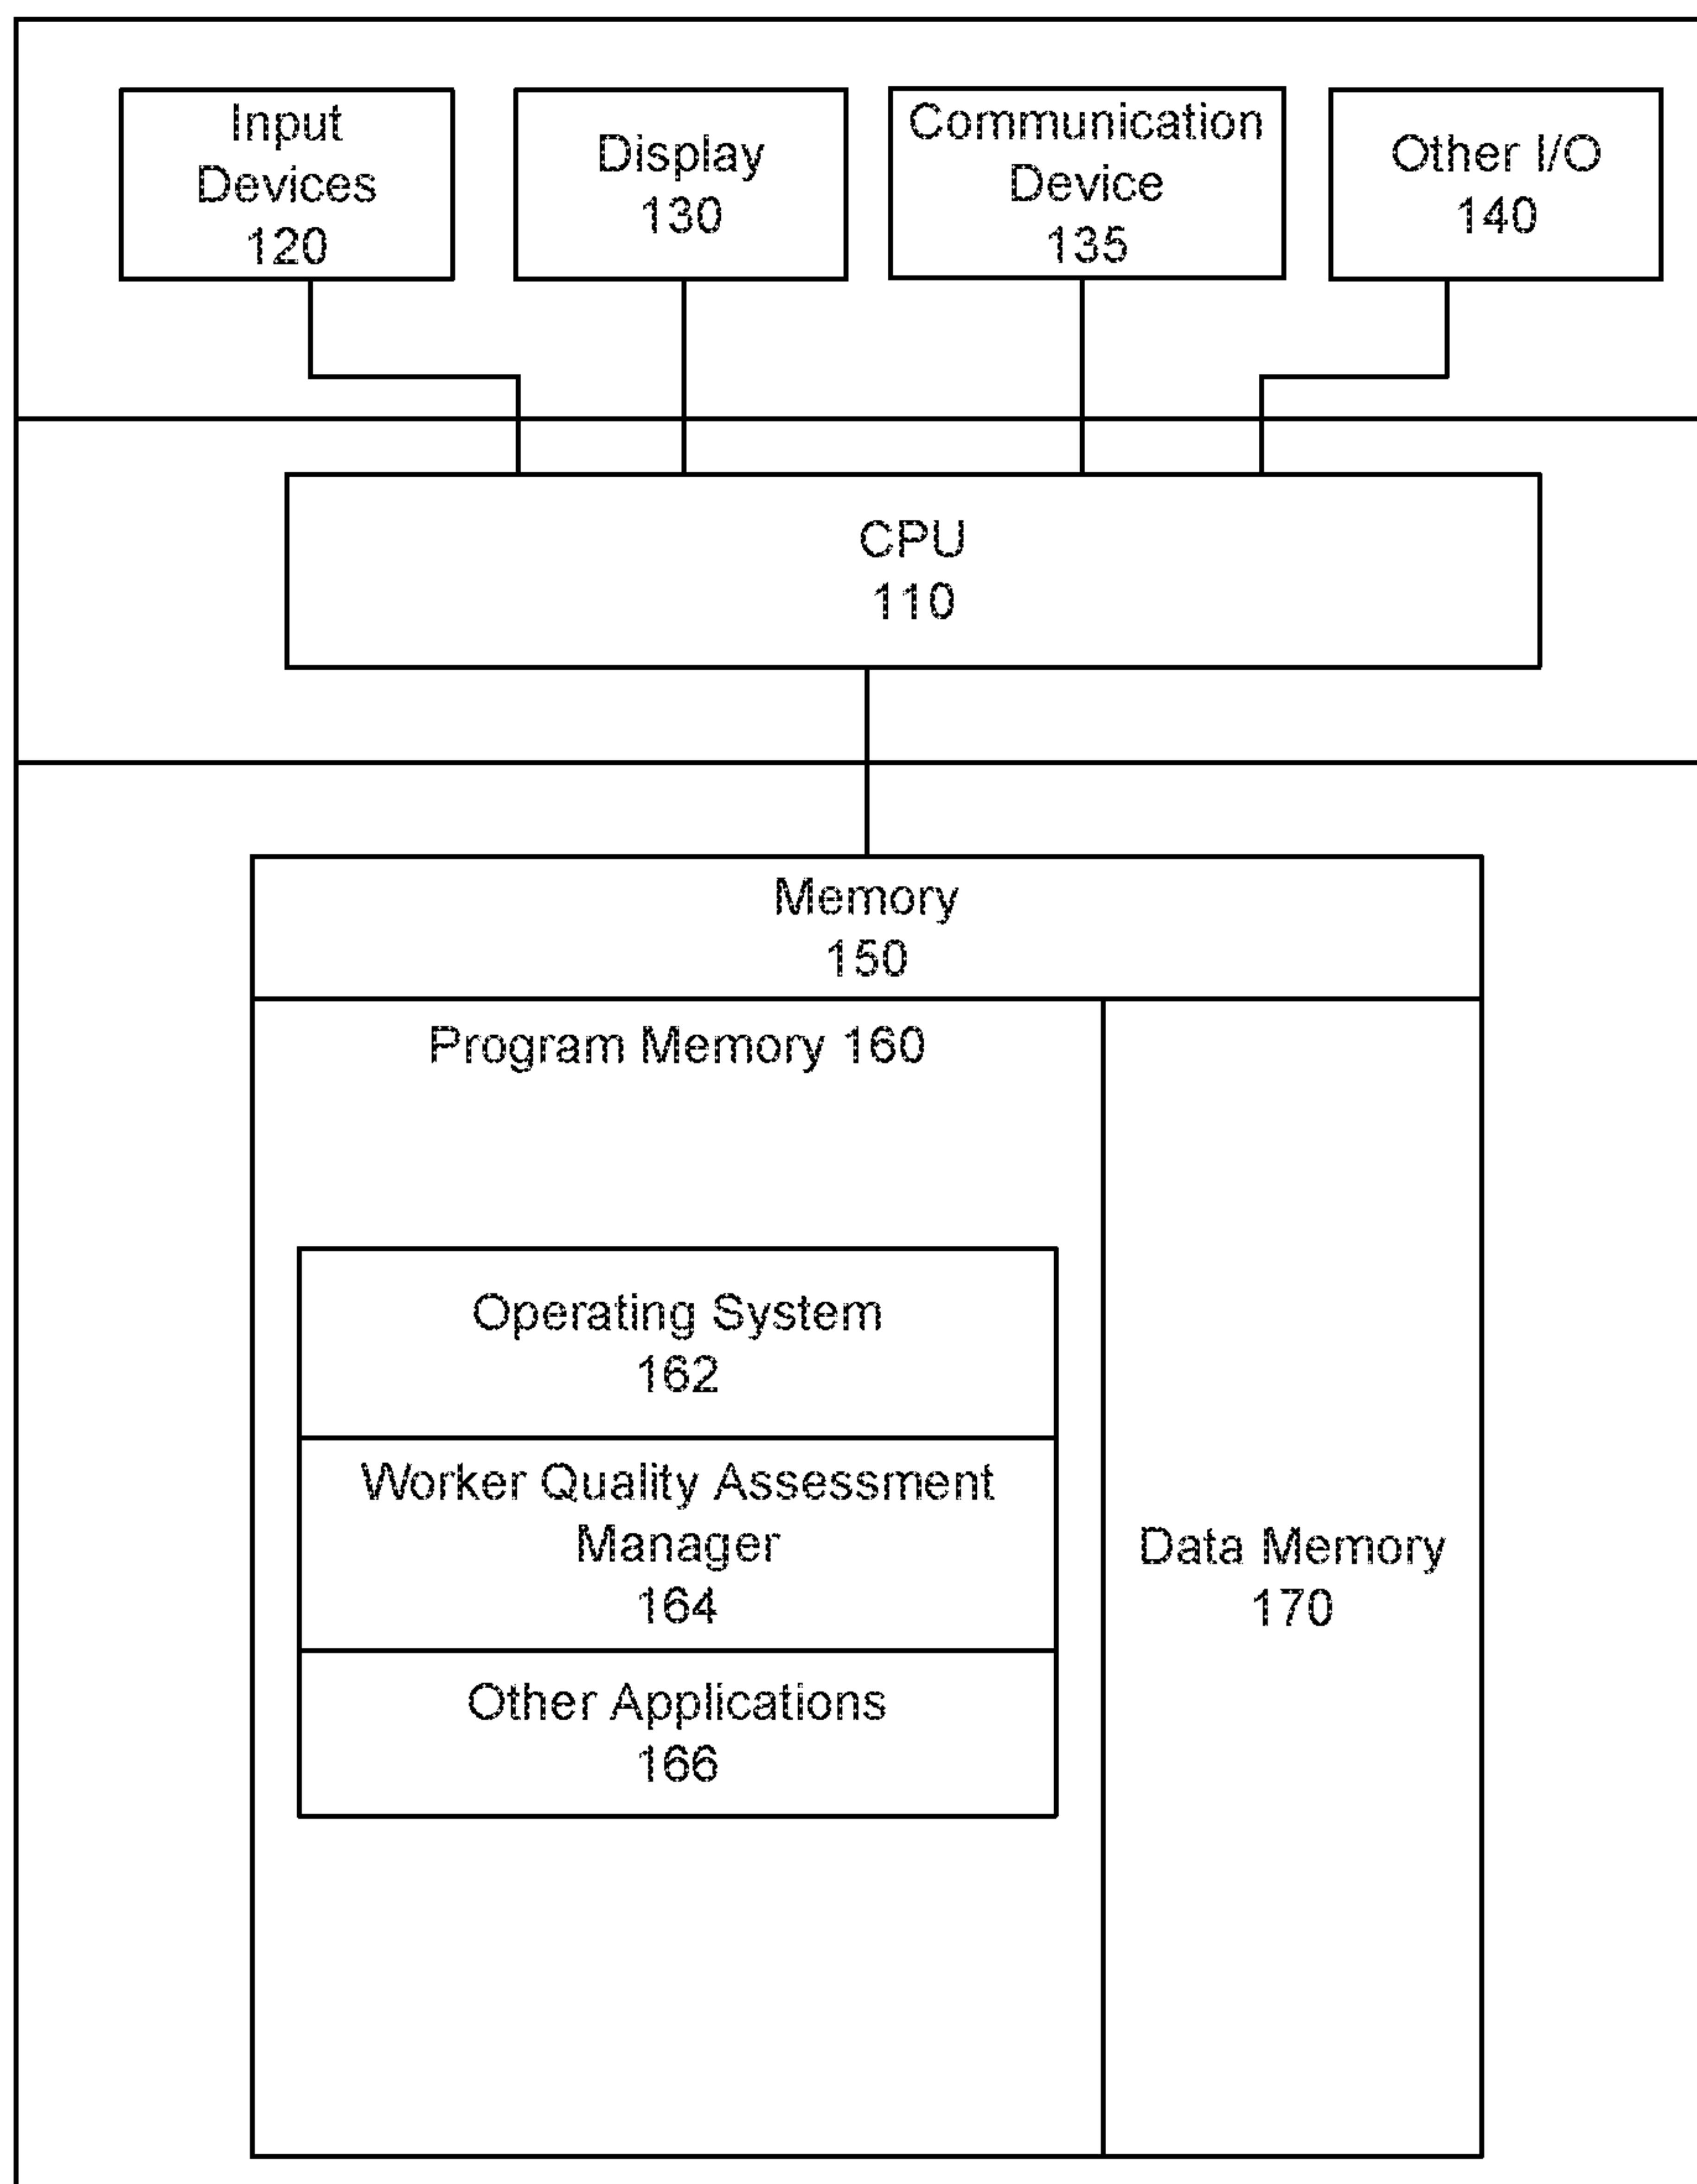 Input
Devices
120
Display
130
Communication
Device
135
Other I/O
140
CPU
110
Memory
150
Program Memory 160
Operating System
162
Worker Quality Assessment
Manager
164
Other Applications
166
Data Memory
170